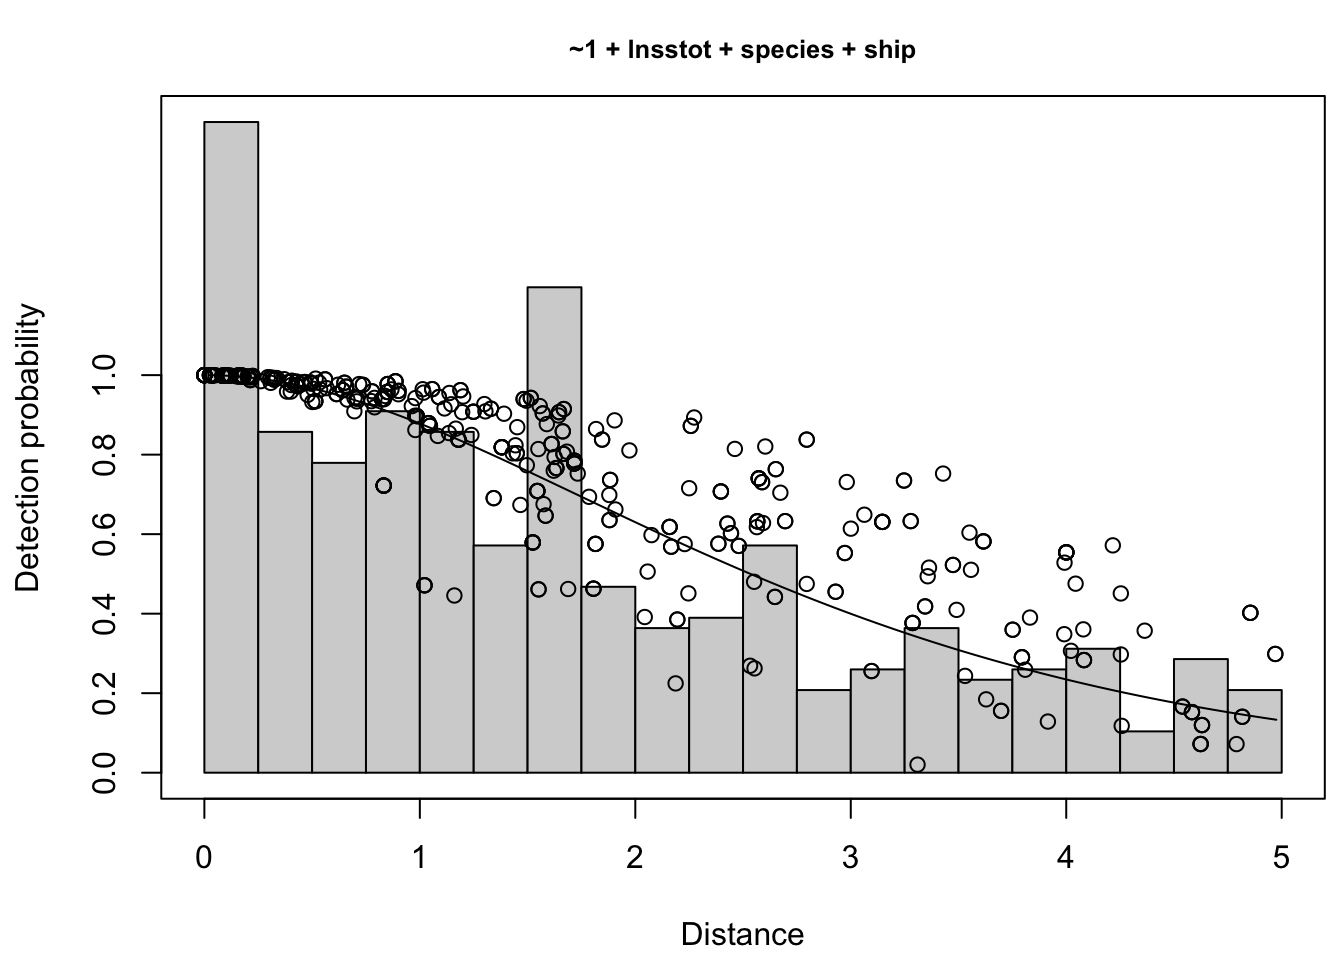 ~1 + lnsstot + species + ship
Detection probability
1.0
0.8
0.6
0.4
0.2
0.0
0 1 2 3 4 5
Distance